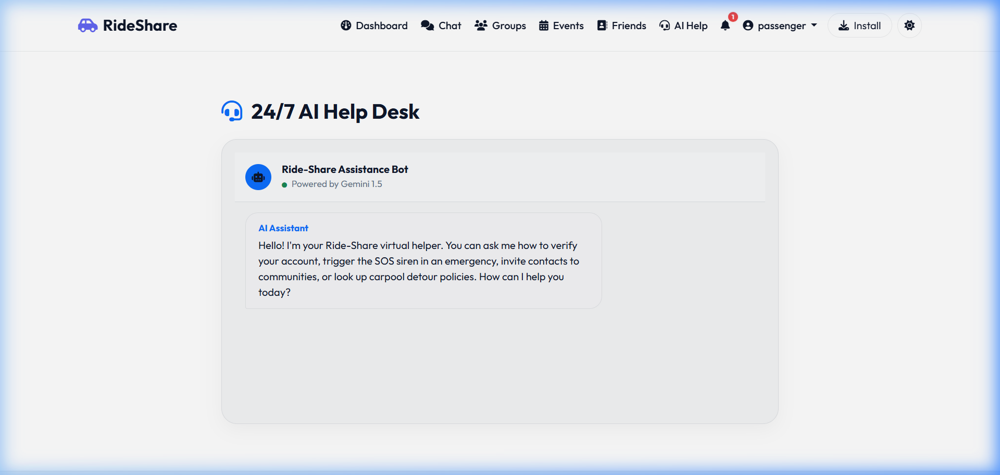 RideShare
Dashboard Chat Groups Events Friends AI Help 1 passenger Install
24/7 AI Help Desk
Ride-Share Assistance Bot
Powered by Gemini 1.5
AI Assistant
Hello! I'm your Ride-Share virtual helper. You can ask me how to verify
your account, trigger the SOS siren in an emergency, invite contacts to
communities, or look up carpool detour policies. How can I help you
today?